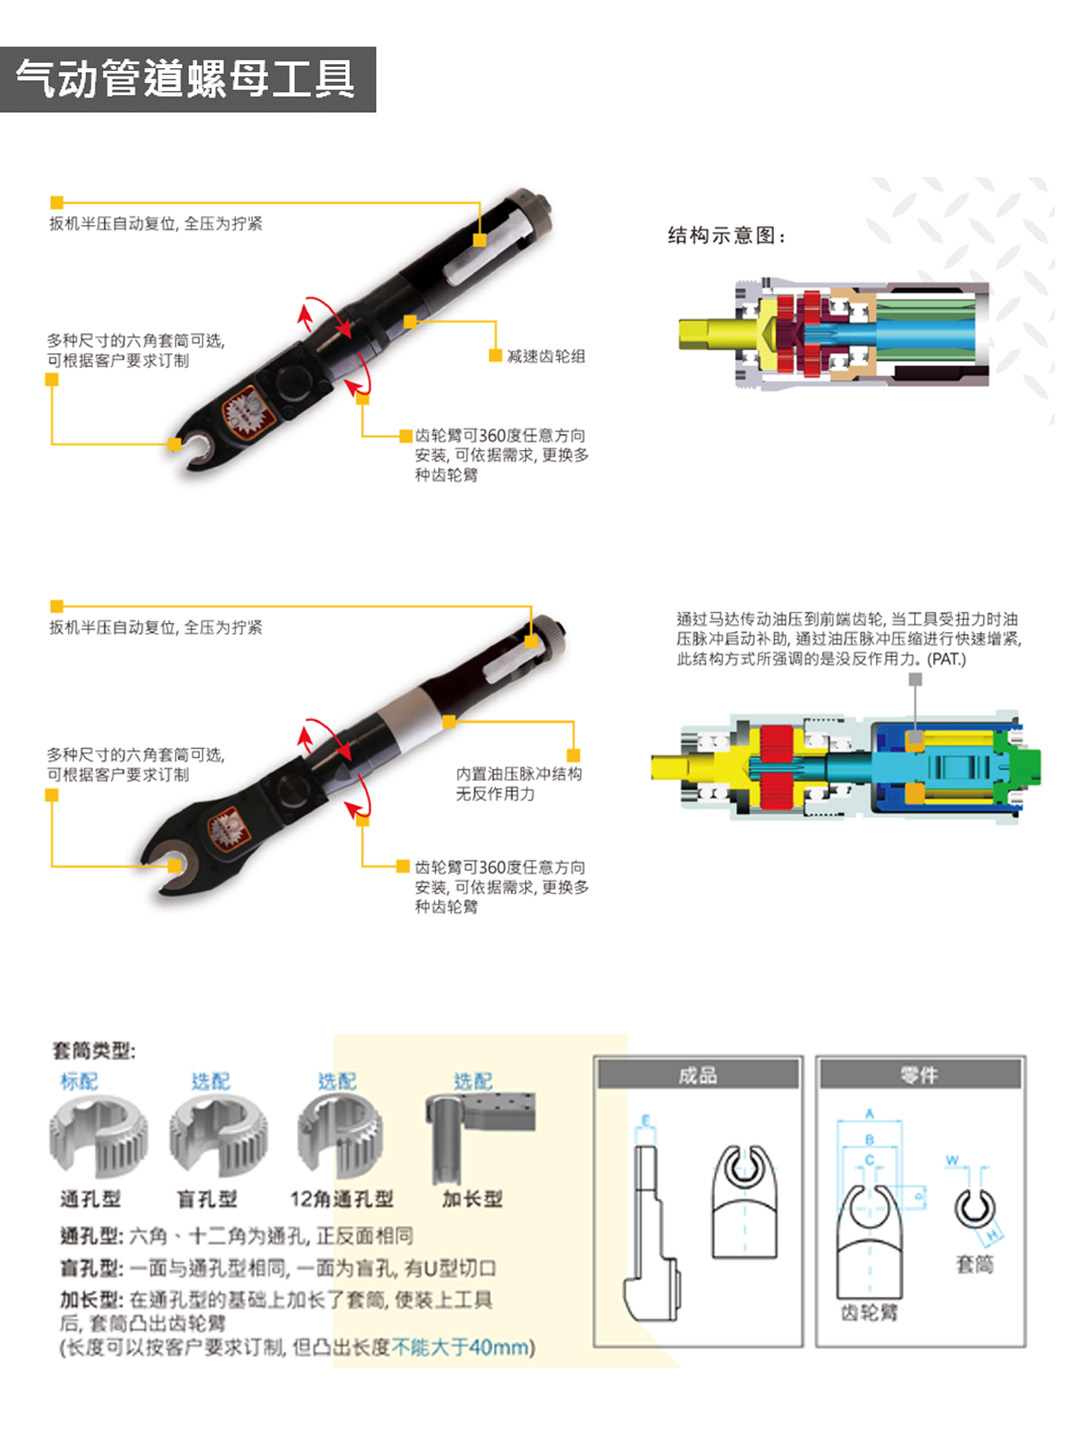 气动管道螺母工具
扳机半压自动复位, 全压为拧紧
结构示意图:
多种尺寸的六角套筒可选,
可根据客户要求订制
减速齿轮组
齿轮臂可360度任意方向
安装, 可依据需求, 更换多
种齿轮臂
扳机半压自动复位, 全压为拧紧
通过马达传动油压到前端齿轮, 当工具受扭力时油
压脉冲启动补助, 通过油压脉冲压缩进行快速增紧,
此结构方式所强调的是没反作用力。(PAT.)
多种尺寸的六角套筒可选,
可根据客户要求订制
内置油压脉冲结构
无反作用力
齿轮臂可360度任意方向
安装, 可依据需求, 更换多
种齿轮臂
套筒类型:
标配 选配 选配 选配
通孔型 盲孔型 12角通孔型 加长型
通孔型: 六角、十二角为通孔, 正反面相同
盲孔型: 一面与通孔型相同, 一面为盲孔, 有U型切口
加长型: 在通孔型的基础上加长了套筒, 使装上工具
后, 套筒凸出齿轮臂
(长度可以按客户要求订制, 但凸出长度不能大于40mm)
成品
E
零件
A
B
C
D
W
H
套筒
齿轮臂